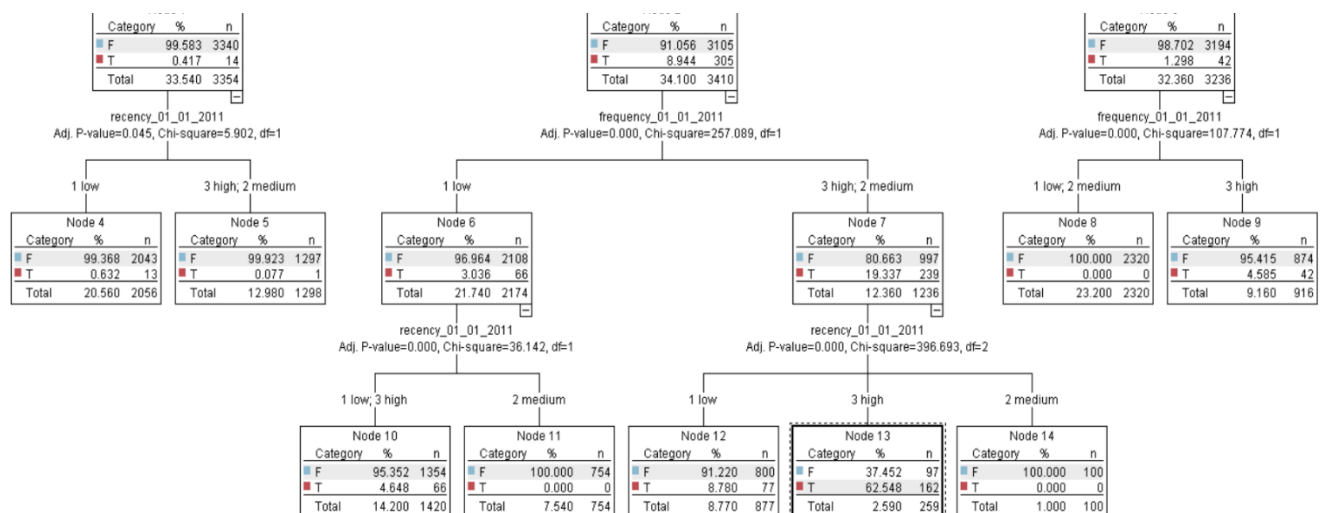 Category % n
F 99.583 3340
T 0.417 14
Total 33.540 3354
Category % n
F 91.056 3105
T 8.944 305
Total 34.100 3410
Category % n
F 98.702 3194
T 1.298 42
Total 32.360 3236
recency_01_01_2011
Adj. P-value=0.045, Chi-square=5.902, df=1
frequency_01_01_2011
Adj. P-value=0.000, Chi-square=257.089, df=1
frequency_01_01_2011
Adj. P-value=0.000, Chi-square=107.774, df=1
1 low
3 high; 2 medium
1 low
3 high; 2 medium
1 low; 2 medium
3 high
Node 4
Category % n
F 99.368 2043
T 0.632 13
Total 20.560 2056
Node 5
Category % n
F 99.923 1297
T 0.077 1
Total 12.980 1298
Node 6
Category % n
F 96.964 2108
T 3.036 66
Total 21.740 2174
Node 7
Category % n
F 80.663 997
T 19.337 239
Total 12.360 1236
Node 8
Category % n
F 100.000 2320
T 0.000 0
Total 23.200 2320
Node 9
Category % n
F 95.415 874
T 4.585 42
Total 9.160 916
recency_01_01_2011
Adj. P-value=0.000, Chi-square=36.142, df=1
recency_01_01_2011
Adj. P-value=0.000, Chi-square=396.693, df=2
1 low; 3 high
2 medium
1 low
3 high
2 medium
Node 10
Category % n
F 95.352 1354
T 4.648 66
Total 14.200 1420
Node 11
Category % n
F 100.000 754
T 0.000 0
Total 7.540 754
Node 12
Category % n
F 91.220 800
T 8.780 77
Total 8.770 877
Node 13
Category % n
F 37.452 97
T 62.548 162
Total 2.590 259
Node 14
Category % n
F 100.000 100
T 0.000 0
Total 1.000 100